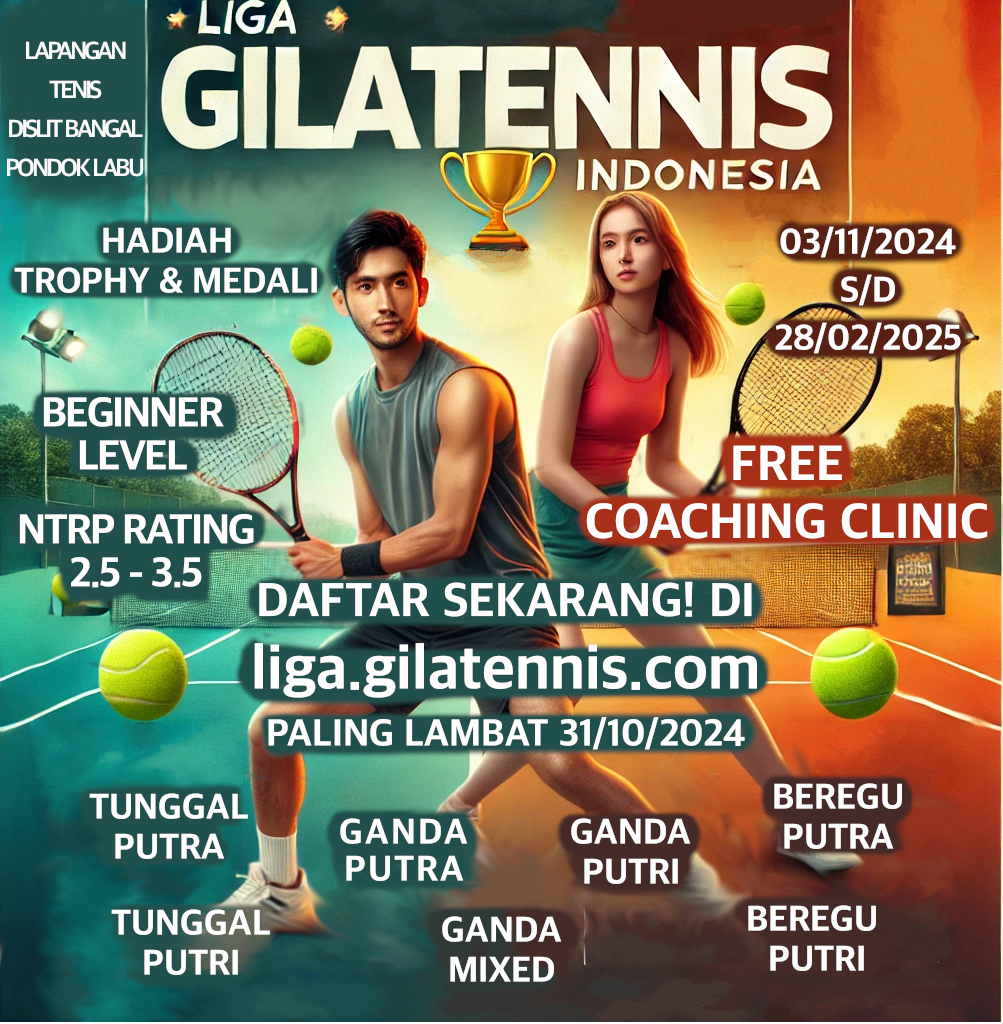 LIGA
GILATENNIS
INDONESIA
LAPANGAN
TENIS
DISLIT BANGAL
PONDOK LABU
HADIAH
TROPHY & MEDALI
03/11/2024
S/D
28/02/2025
BEGINNER
LEVEL
NTRP RATING
2.5 - 3.5
FREE
COACHING CLINIC
DAFTAR SEKARANG! DI
liga.gilatennis.com
PALING LAMBAT 31/10/2024
TUNGGAL
PUTRA
GANDA
PUTRA
GANDA
PUTRI
BEREGU
PUTRA
TUNGGAL
PUTRI
GANDA
MIXED
BEREGU
PUTRI